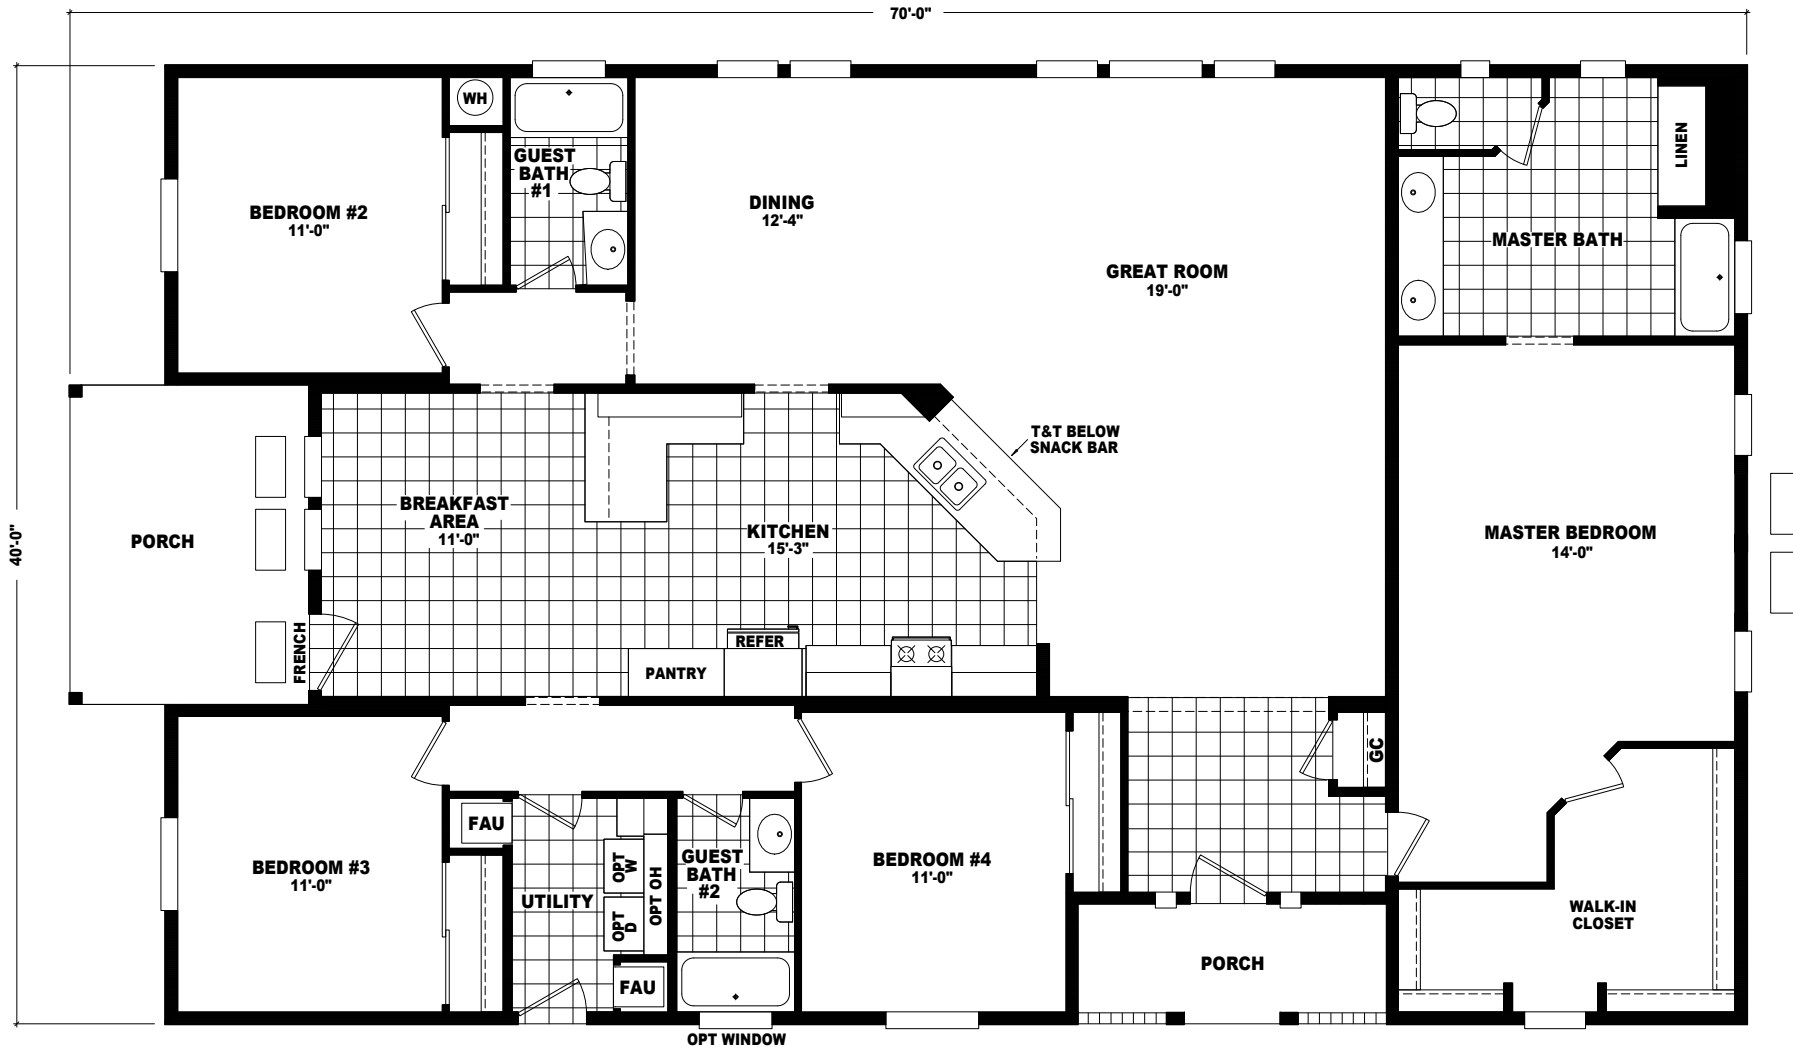 70'-0"
WH
GUEST
BATH
#1
BEDROOM #2
11'-0"
DINING
12'-4"
GREAT ROOM
19'-0"
LINEN
MASTER BATH
T&T BELOW
SNACK BAR
40'-0"
PORCH
BREAKFAST
AREA
11'-0"
KITCHEN
15'-3"
MASTER BEDROOM
14'-0"
FRENCH
REFER
PANTRY
GC
FAU
BEDROOM #3
11'-0"
UTILITY
OPT
W
OPT
D
OPT OH
GUEST
BATH
#2
BEDROOM #4
11'-0"
WALK-IN
CLOSET
FAU
PORCH
OPT WINDOW